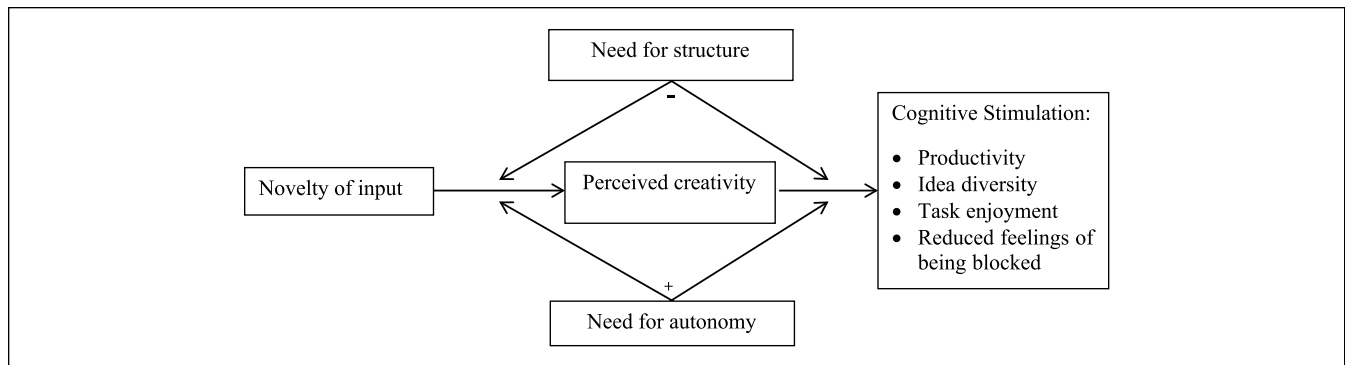 Need for structure
-
Cognitive Stimulation:
• Productivity
• Idea diversity
• Task enjoyment
• Reduced feelings of
being blocked
Novelty of input
Perceived creativity
+
Need for autonomy